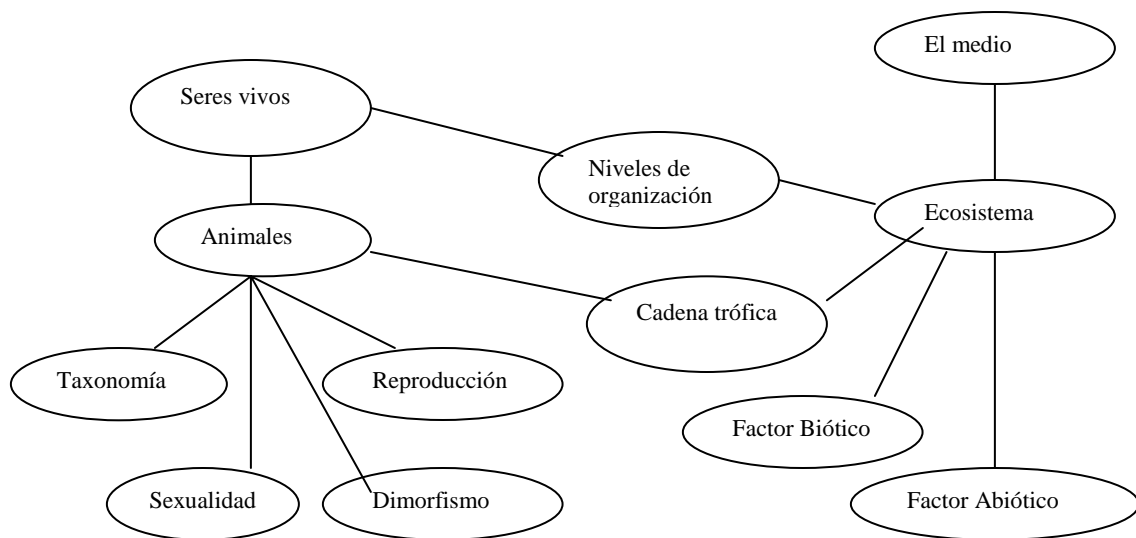 El medio
Seres vivos
Niveles de
organización
Ecosistema
Animales
Cadena trófica
Taxonomía
Reproducción
Factor Biótico
Sexualidad
Dimorfismo
Factor Abiótico